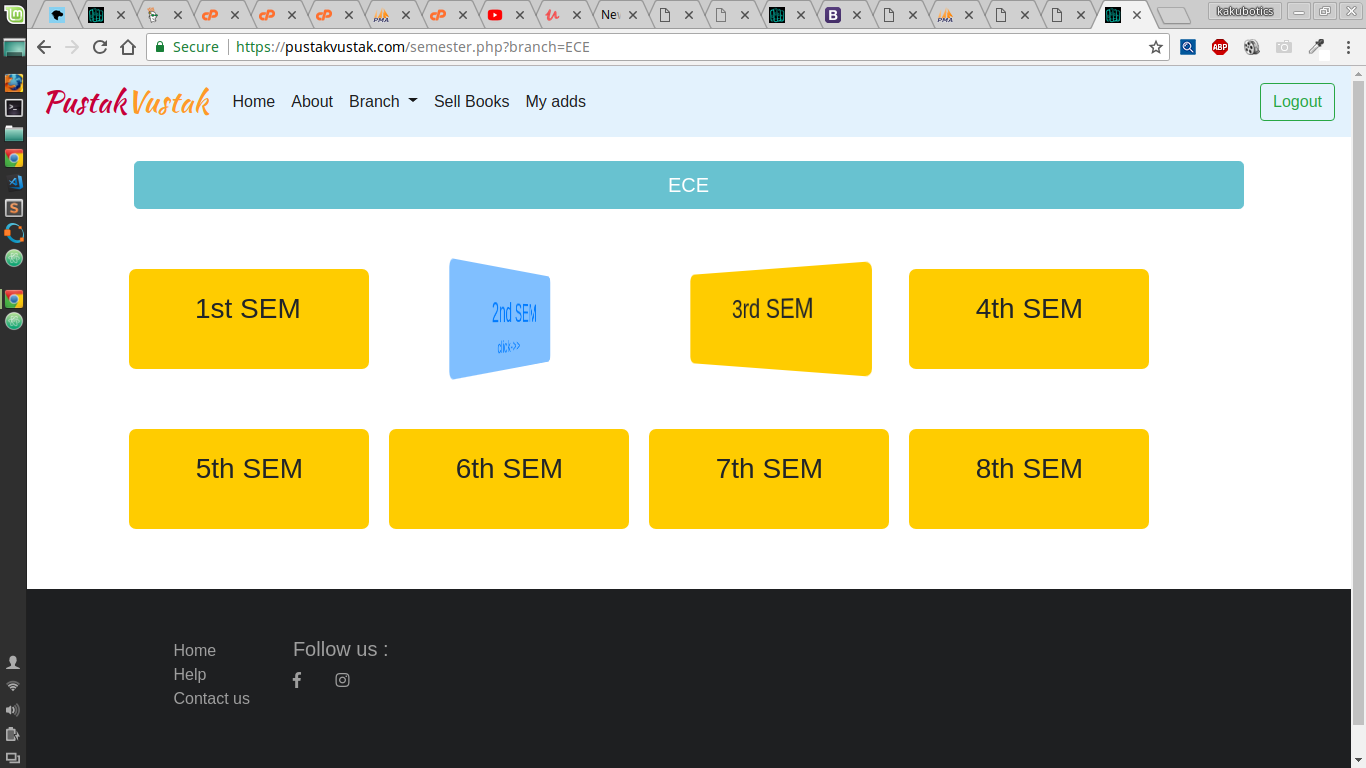 Ne
kakubotics
Secure https://pustakvustak.com/semester.php?branch=ECE
ABP
PustakVustak Home About Branch Sell Books My adds Logout
ECE
1st SEM 2nd SEM 3rd SEM 4th SEM
click->>
5th SEM 6th SEM 7th SEM 8th SEM
Home Follow us :
Help
Contact us